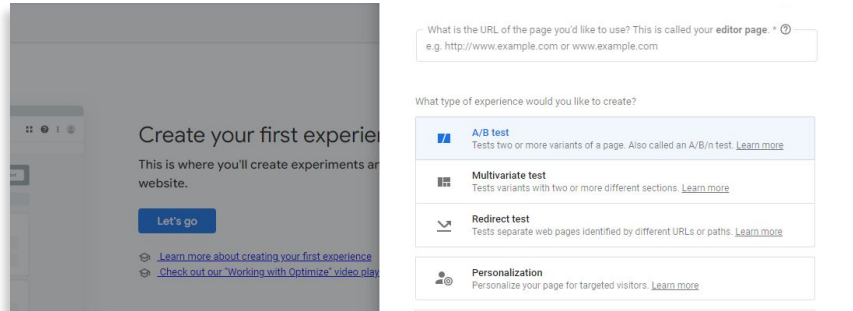 What is the URL of the page you'd like to use? This is called your editor page. *
e.g. http://www.example.com or www.example.com
What type of experience would you like to create?
A/B test
Tests two or more variants of a page. Also called an A/B/n test. Learn more
Multivariate test
Tests variants with two or more different sections. Learn more
Redirect test
Tests separate web pages identified by different URLs or paths. Learn more
Personalization
Personalize your page for targeted visitors. Learn more
Create your first experien
This is where you'll create experiments an
website.
Let's go
Learn more about creating your first experience
Check out our "Working with Optimize" video play